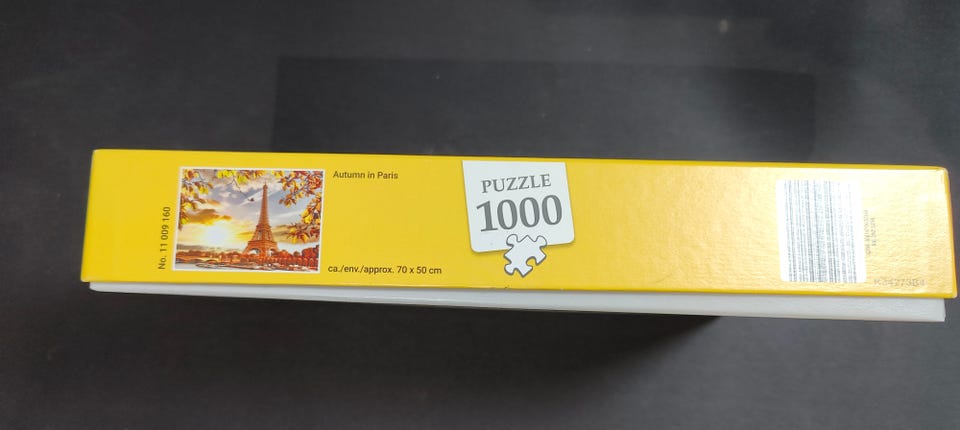 No. 11 009 160
Autumn in Paris
ca./env./approx. 70 x 50 cm
PUZZLE
1000